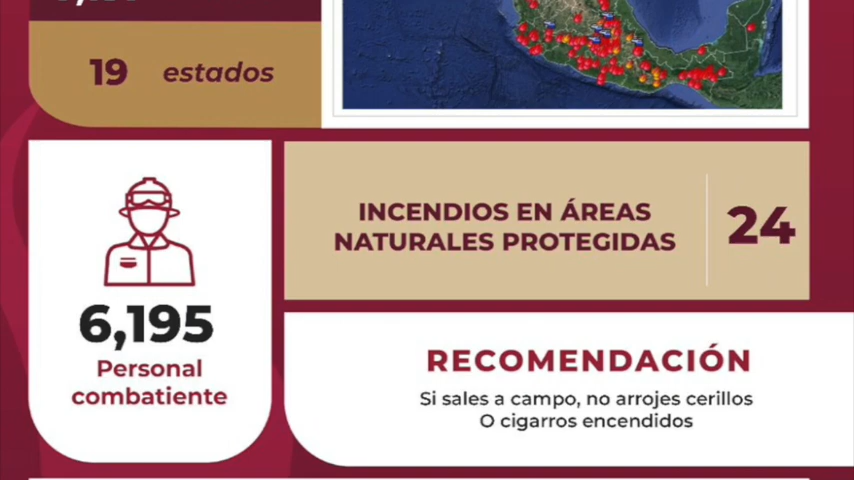 19 estados
INCENDIOS EN ÁREAS
NATURALES PROTEGIDAS
24
6,195
Personal
combatiente
RECOMENDACIÓN
Si sales a campo, no arrojes cerillos
O cigarros encendidos